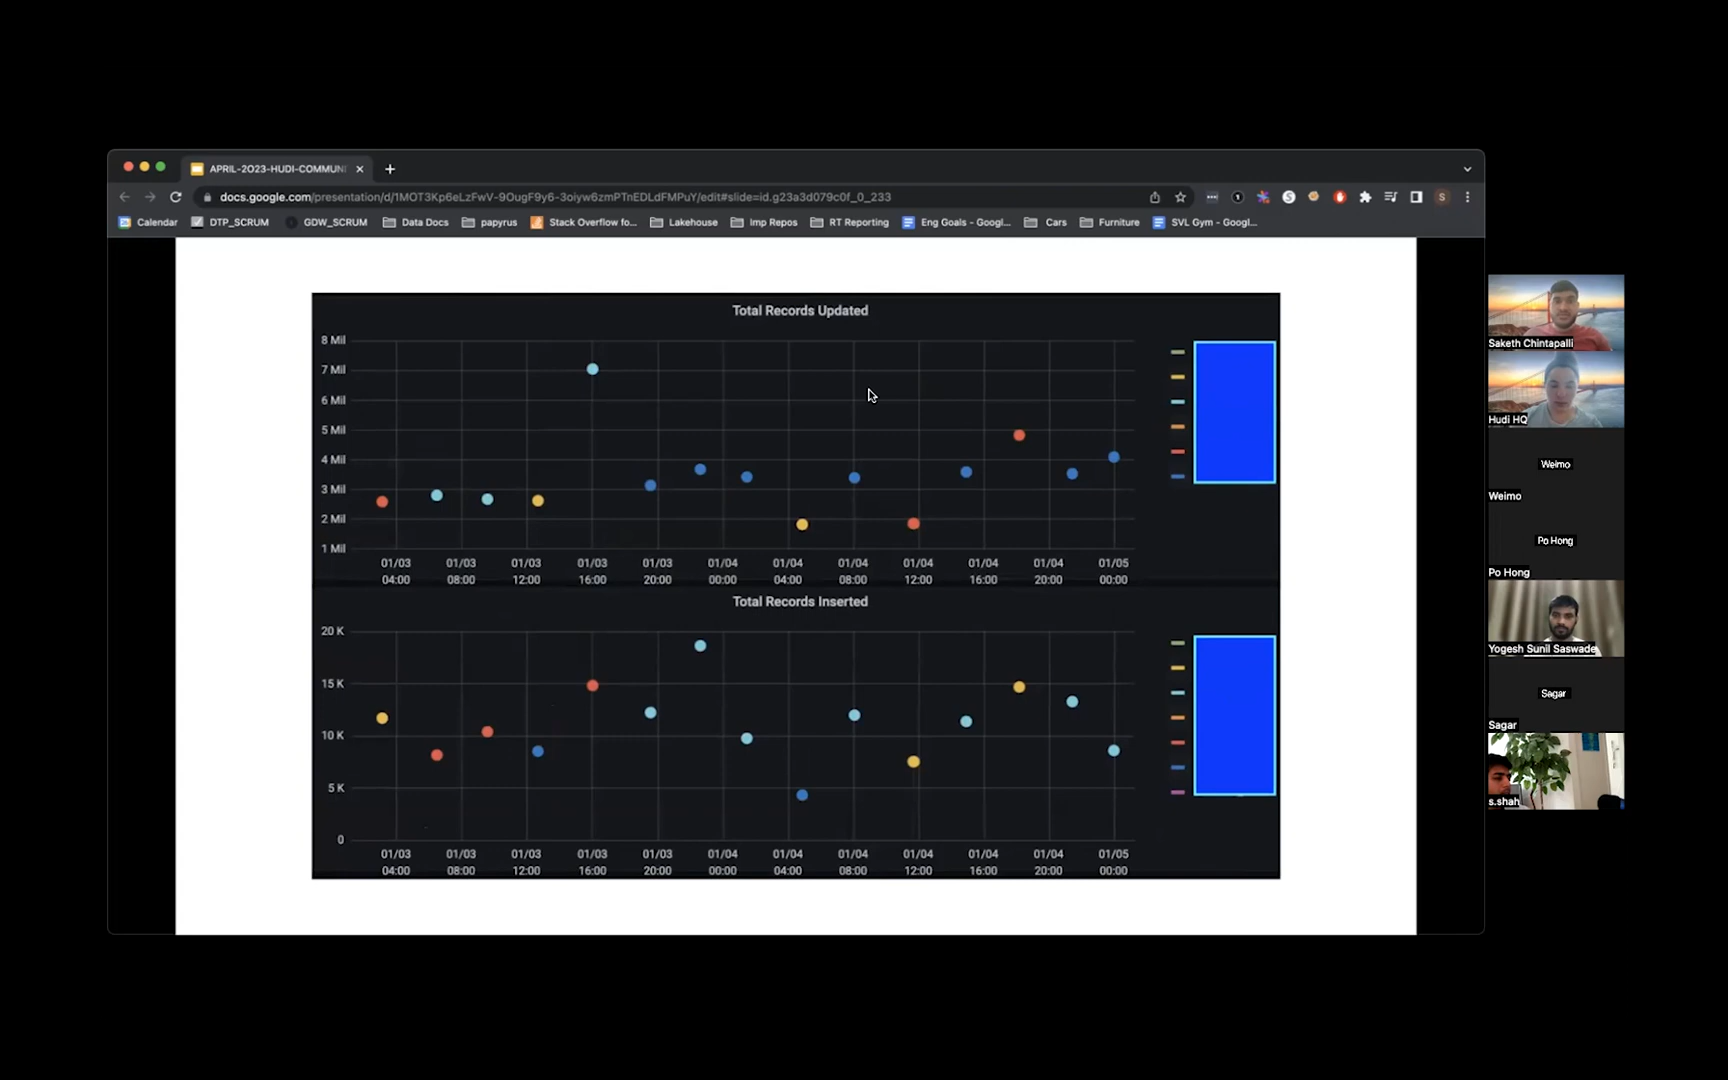 APRIL-2023-HUDI-COMMUNI
docs.google.com/presentation/d/1MOT3Kp6eLzFwV-9OugF9y6-3oiyw6zmPTnEDLdFMPuY/edit#slide=id.g23a3d079c0f_0_233
S
Calendar DTP_SCRUM GDW_SCRUM Data Docs papyrus Stack Overflow fo... Lakehouse Imp Repos RT Reporting Eng Goals - Googl... Cars Furniture SVL Gym - Googl...
Total Records Updated
8 Mil
7 Mil
6 Mil
5 Mil
4 Mil
3 Mil
2 Mil
1 Mil
01/03 01/03 01/03 01/03 01/03 01/04 01/04 01/04 01/04 01/04 01/04 01/05
04:00 08:00 12:00 16:00 20:00 00:00 04:00 08:00 12:00 16:00 20:00 00:00
Total Records Inserted
20 K
15 K
10 K
5 K
0
01/03 01/03 01/03 01/03 01/03 01/04 01/04 01/04 01/04 01/04 01/04 01/05
04:00 08:00 12:00 16:00 20:00 00:00 04:00 08:00 12:00 16:00 20:00 00:00
Saketh Chintapalli
Hudi HQ
Weimo
Weimo
Po Hong
Po Hong
Yogesh Sunil Saswade
Sagar
Sagar
s.shah